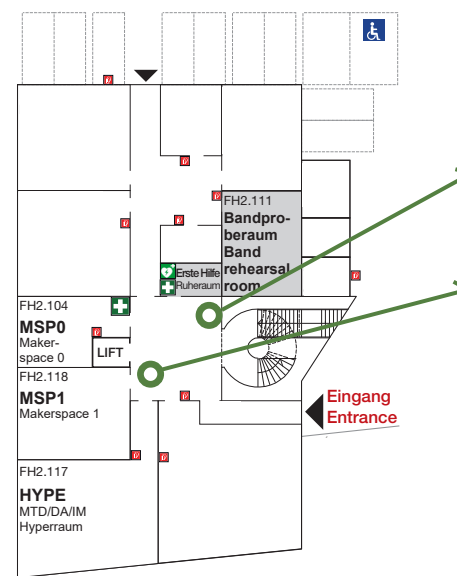 FH2.111
Bandpro-
beraum
Band
rehearsal
room
Erste Hilfe
Ruheraum
FH2.104
MSP0
Maker-
space 0
LIFT
FH2.118
MSP1
Makerspace 1
Eingang
Entrance
FH2.117
HYPE
MTD/DA/IM
Hyperraum